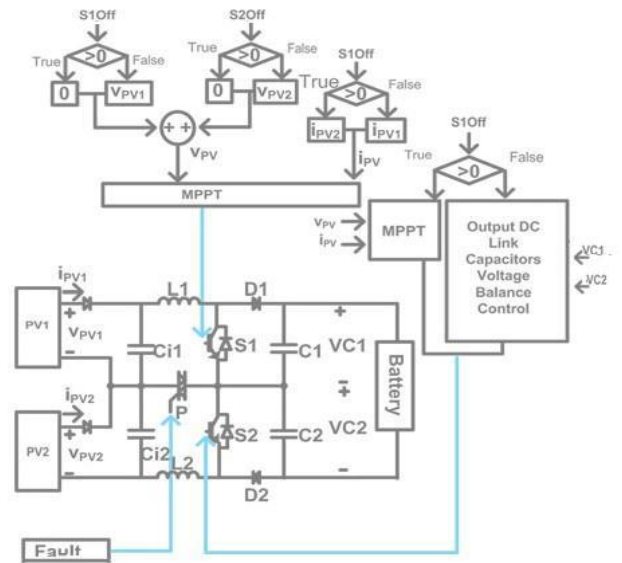 S1Off
S2Off
True
>0
False
True
>0
False
S1Off
0
vPV1
0
vPV2
True
>0
False
iPV2
iPV1
+ +
vPV
iPV
S1Off
True
>0
False
MPPT
vPV
iPV
MPPT
Output DC
Link
Capacitors
Voltage
Balance
Control
VC1
VC2
iPV1
L1
D1
PV1
+
vPV1
-
Ci1
S1
C1
+
VC1
-
Battery
iPV2
P
PV2
+
vPV2
-
Ci2
S2
C2
+
VC2
-
L2
D2
Fault